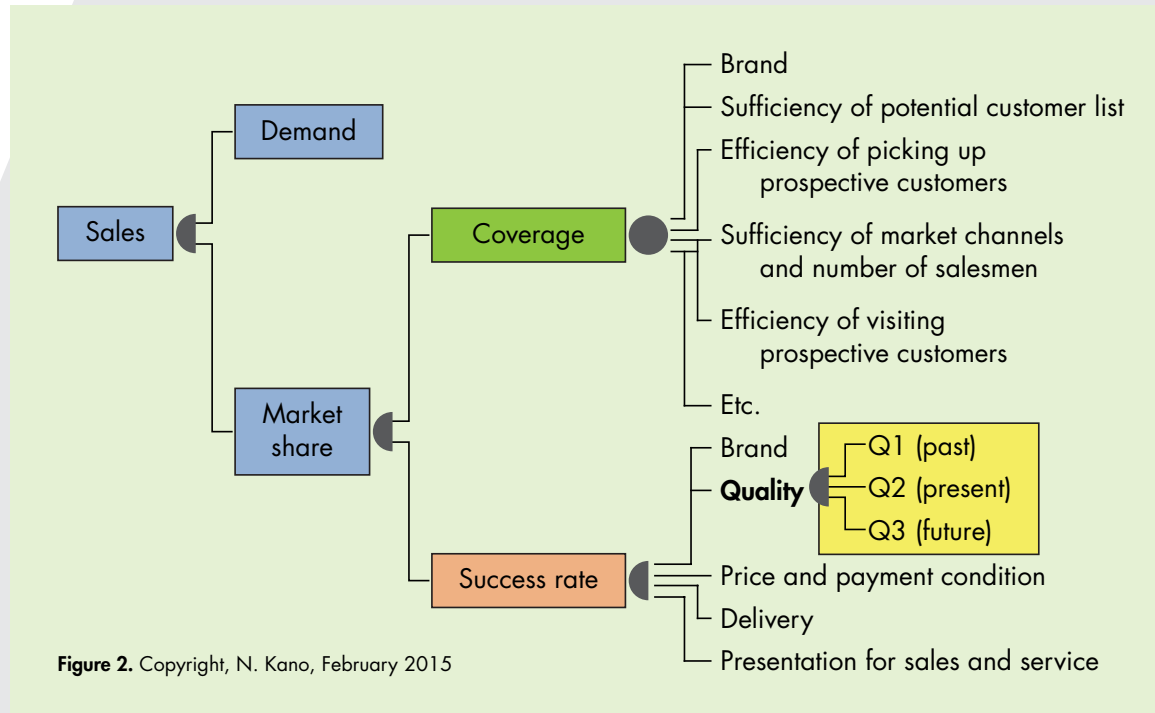 Demand
Sales
Market
share
Coverage
Success rate
Brand
Sufficiency of potential customer list
Efficiency of picking up
prospective customers
Sufficiency of market channels
and number of salesmen
Efficiency of visiting
prospective customers
Etc.
Brand
Quality
Q1 (past)
Q2 (present)
Q3 (future)
Price and payment condition
Delivery
Presentation for sales and service
Figure 2. Copyright, N. Kano, February 2015